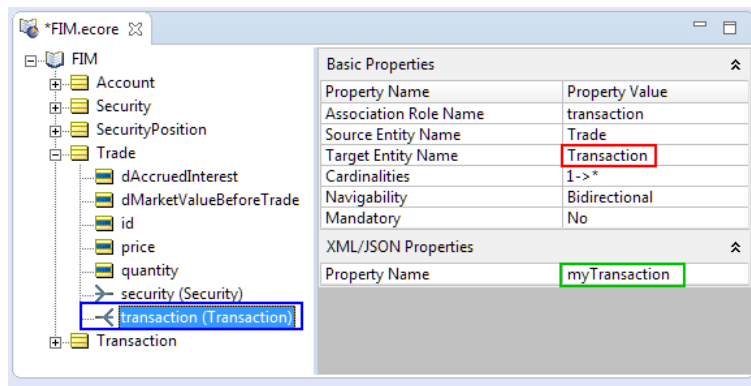 *FIM.ecore
FIM
Account
Security
SecurityPosition
Trade
dAccruedInterest
dMarketValueBeforeTrade
id
price
quantity
security (Security)
transaction (Transaction)
Transaction
Basic Properties
Property Name Property Value
Association Role Name transaction
Source Entity Name Trade
Target Entity Name Transaction
Cardinalities 1->*
Navigability Bidirectional
Mandatory No
XML/JSON Properties
Property Name myTransaction